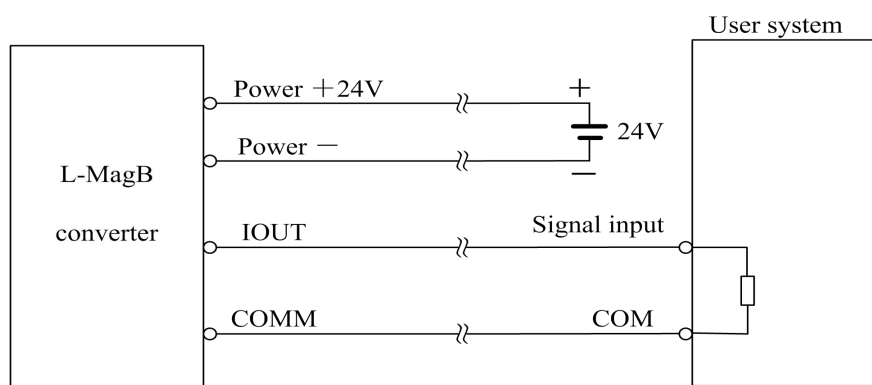 User system
Power ＋24V
+
24V
Power －
－
L-MagB
converter
IOUT
Signal input
COMM
COM